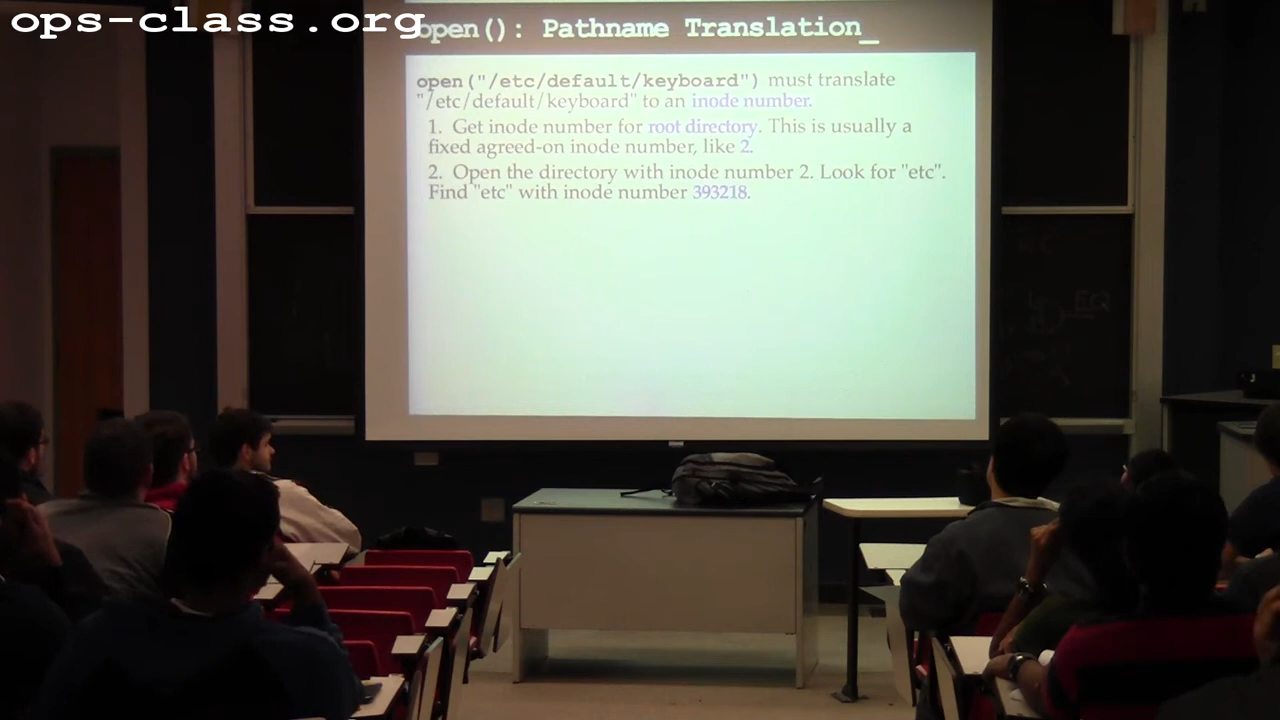 ops-class.org
open(): Pathname Translation_
open("/etc/default/keyboard") must translate
"/etc/default/keyboard" to an inode number.
1. Get inode number for root directory. This is usually a
fixed agreed-on inode number, like 2.
2. Open the directory with inode number 2. Look for "etc".
Find "etc" with inode number 393218.